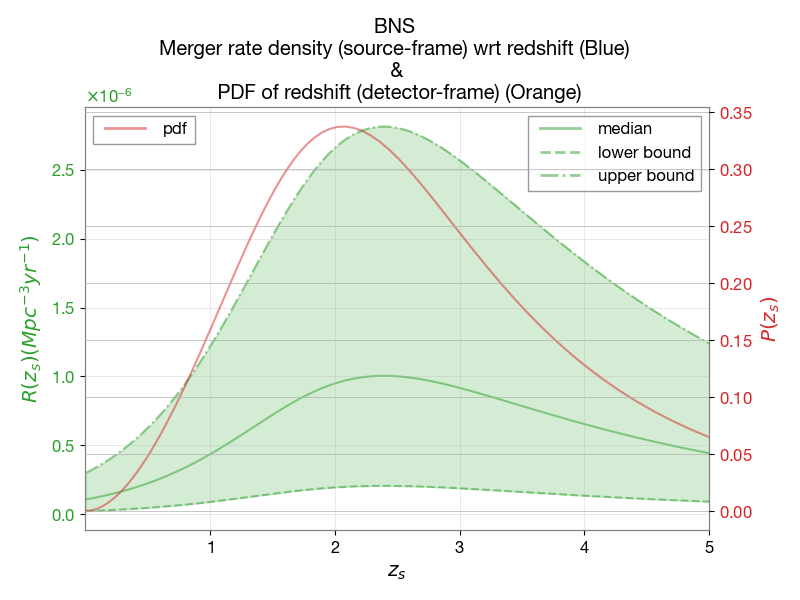 BNS
Merger rate density (source-frame) wrt redshift (Blue)
&
PDF of redshift (detector-frame) (Orange)
×10⁻⁶
pdf
median
lower bound
upper bound
2.5
2.0
1.5
1.0
0.5
0.0
R(z_s)(Mpc⁻³yr⁻¹)
0.35
0.30
0.25
0.20
0.15
0.10
0.05
0.00
P(z_s)
1 2 3 4 5
z_s